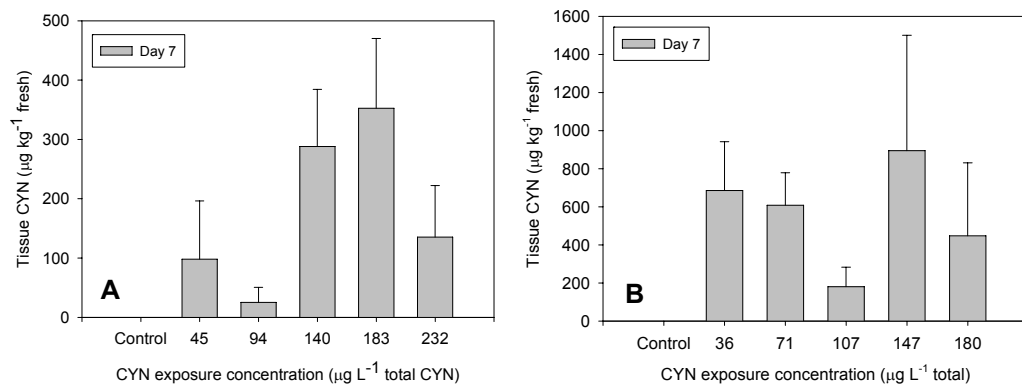 500
400
300
200
100
0
Tissue CYN (µg kg⁻¹ fresh)
Day 7
A
Control 45 94 140 183 232
CYN exposure concentration (µg L⁻¹ total CYN)
1600
1400
1200
1000
800
600
400
200
0
Tissue CYN (µg kg⁻¹ fresh)
Day 7
B
Control 36 71 107 147 180
CYN exposure concentration (µg L⁻¹ total)